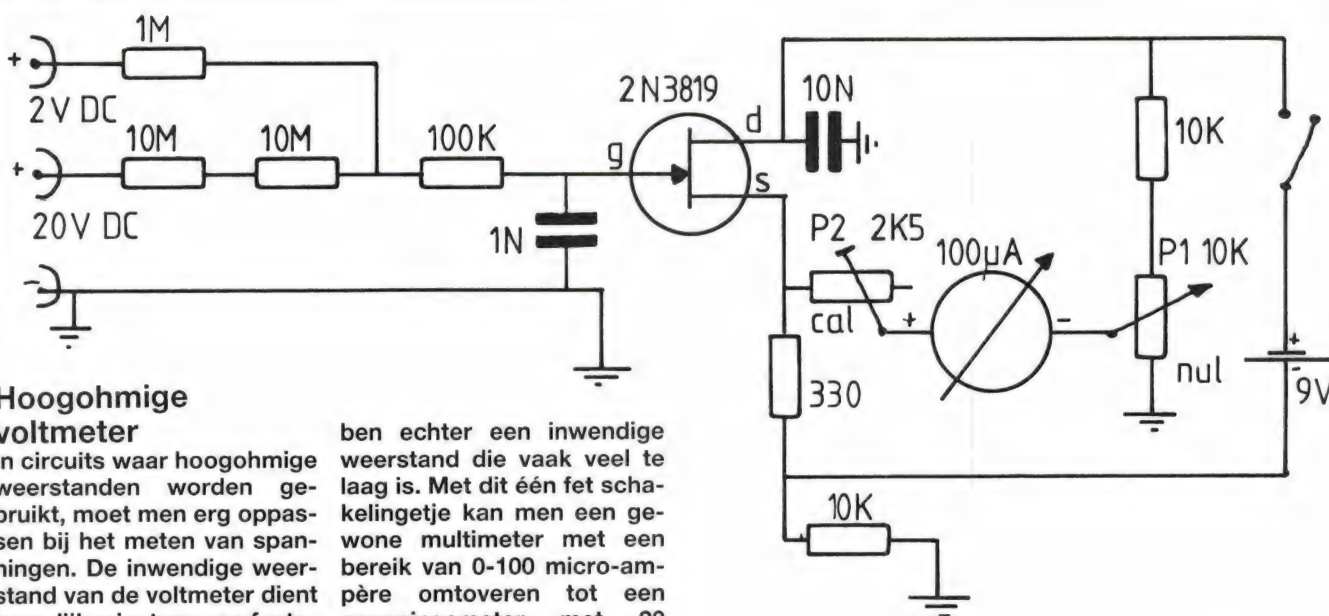 1M
+
2V DC
10M
10M
100K
+
20V DC
1N
-
2N3819
g
d
s
10N
10K
P2 2K5
100µA
P1 10K
cal
+
-
nul
330
+
-
9V
10K
Hoogohmige
voltmeter
In circuits waar hoogohmige
weerstanden worden ge-
bruikt, moet men erg oppas-
sen bij het meten van span-
ningen. De inwendige weer-
stand van de voltmeter dient
ben echter een inwendige
weerstand die vaak veel te
laag is. Met dit één fet scha-
kelingetje kan men een ge-
wone multimeter met een
bereik van 0-100 micro-am-
père omtoveren tot een
met 20